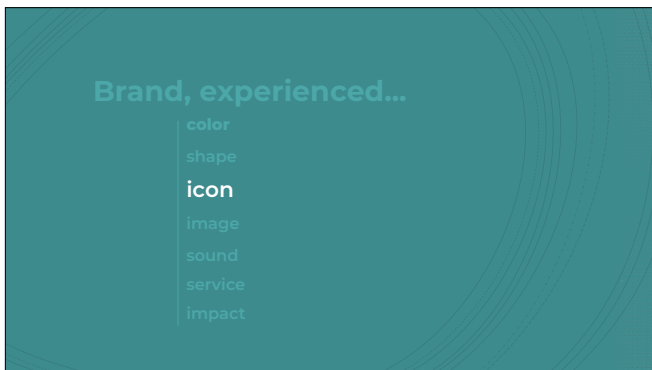 Brand, experienced...
color
shape
icon
image
sound
service
impact